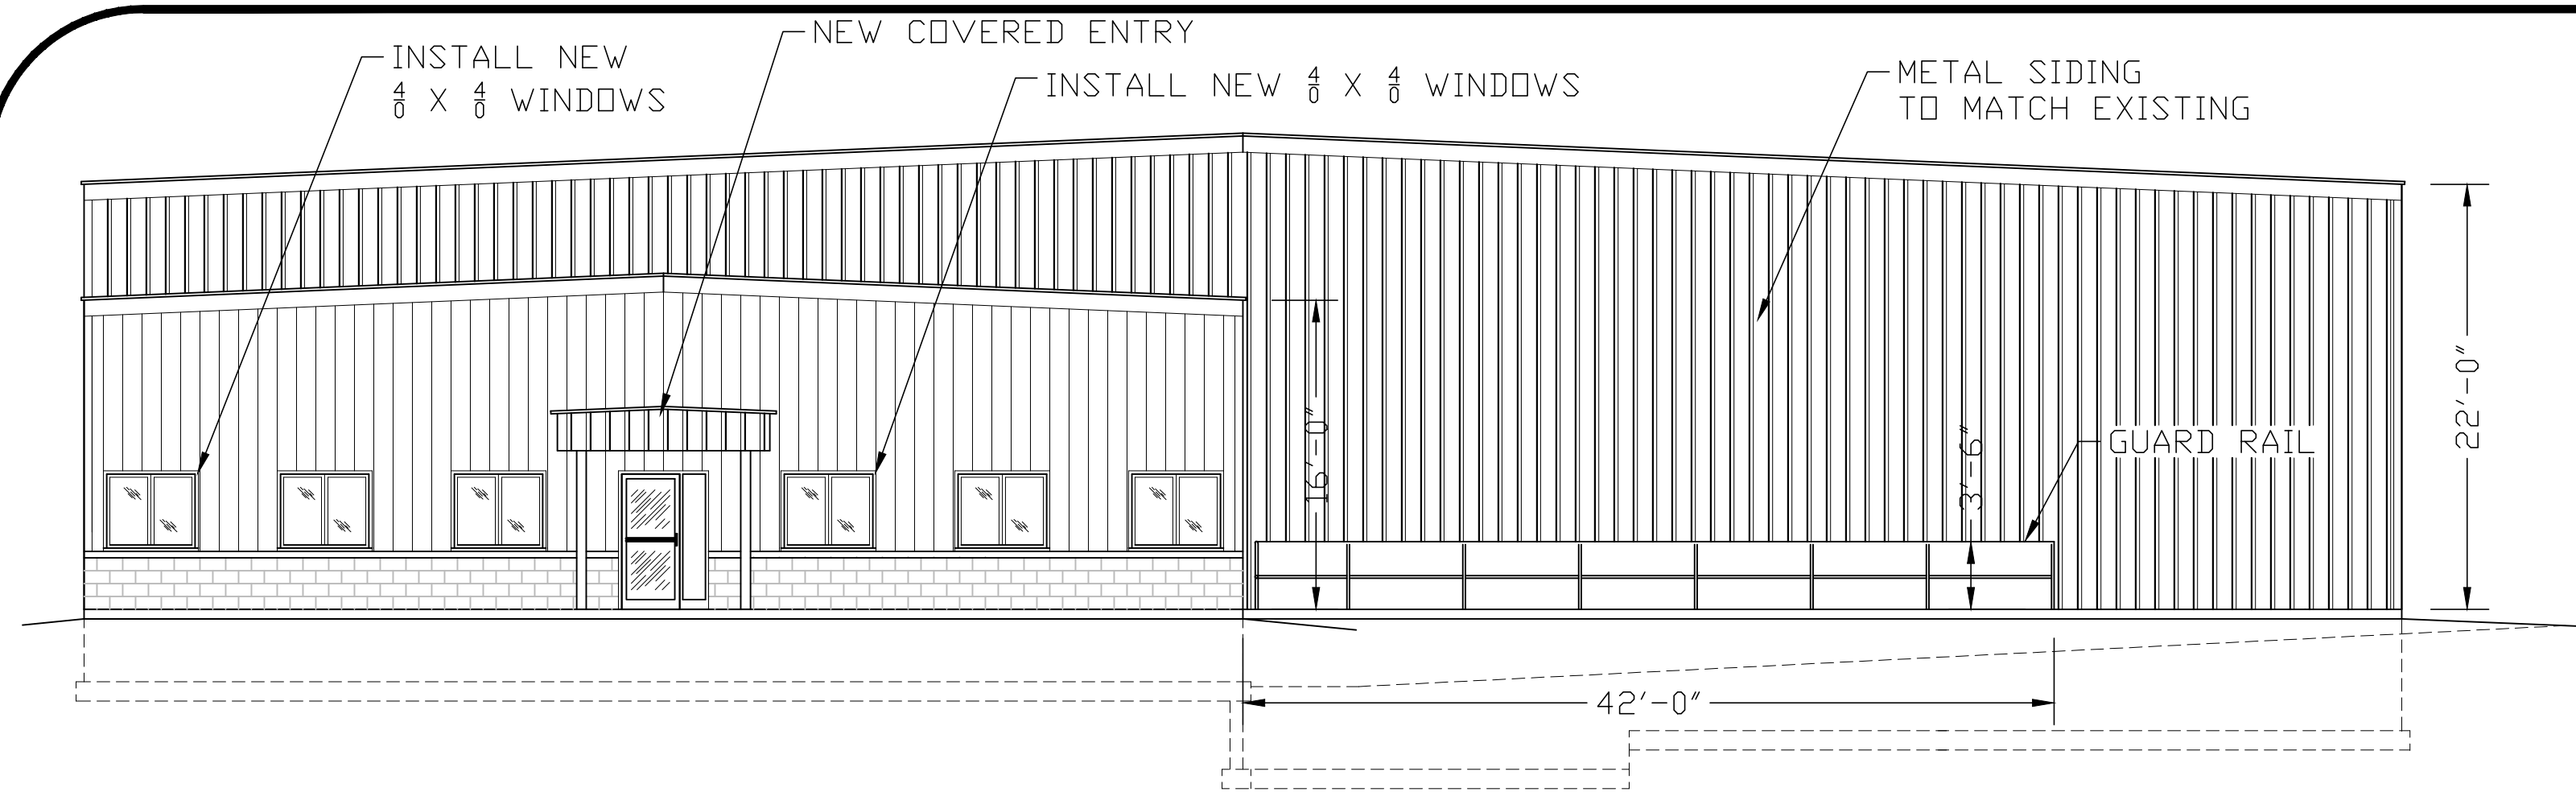 NEW COVERED ENTRY
INSTALL NEW
4/0 X 4/0 WINDOWS
INSTALL NEW 4/0 X 4/0 WINDOWS
METAL SIDING
TO MATCH EXISTING
22'-0"
16'-0"
3'-6"
GUARD RAIL
42'-0"